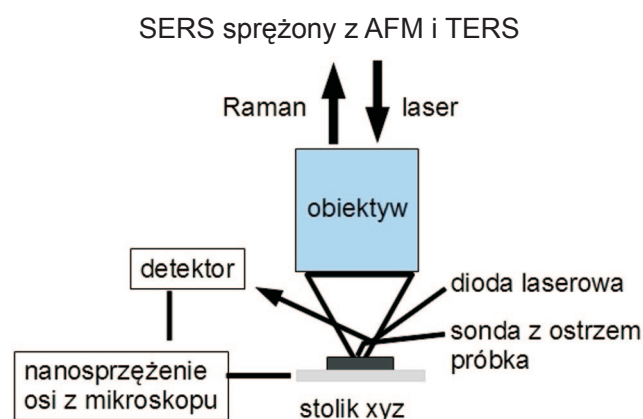 SERS sprężony z AFM i TERS
Raman
laser
obiektyw
detektor
dioda laserowa
sonda z ostrzem
próbka
nanosprzężenie
osi z mikroskopu
stolik xyz